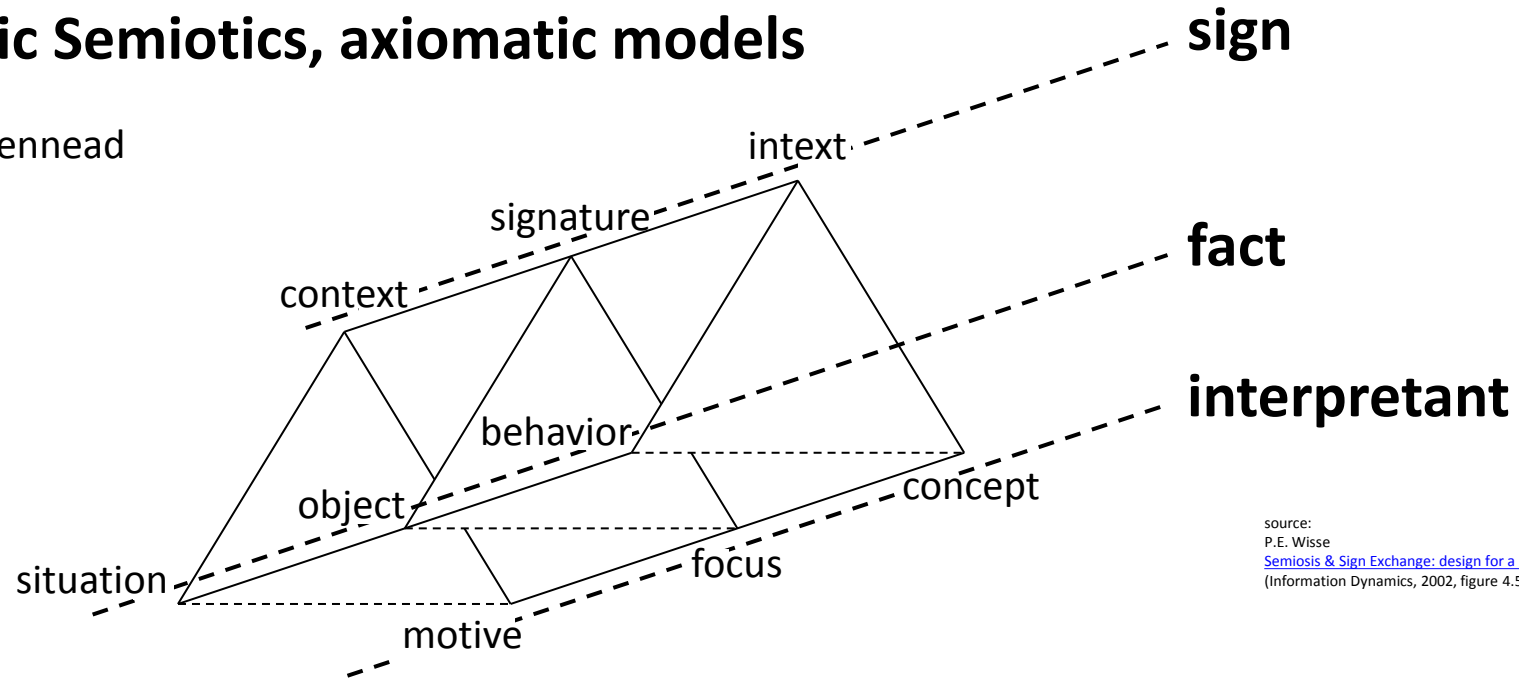 ic Semiotics, axiomatic models
sign
ennead
intext
signature
fact
context
interpretant
behavior
concept
object
source:
P.E. Wisse
focus
Semiosis & Sign Exchange: design for a
situation
(Information Dynamics, 2002, figure 4.5
motive